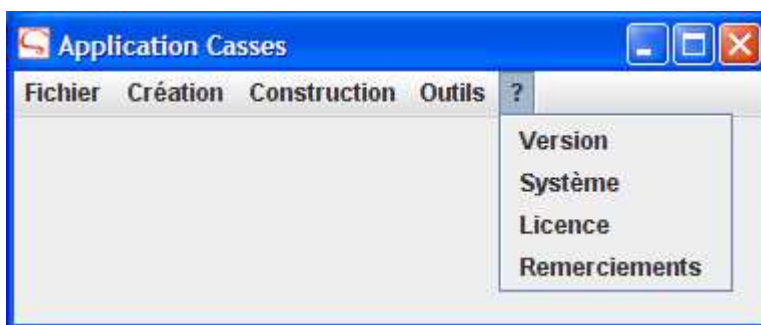 Application Casses
Fichier Création Construction Outils ?
Version
Système
Licence
Remerciements